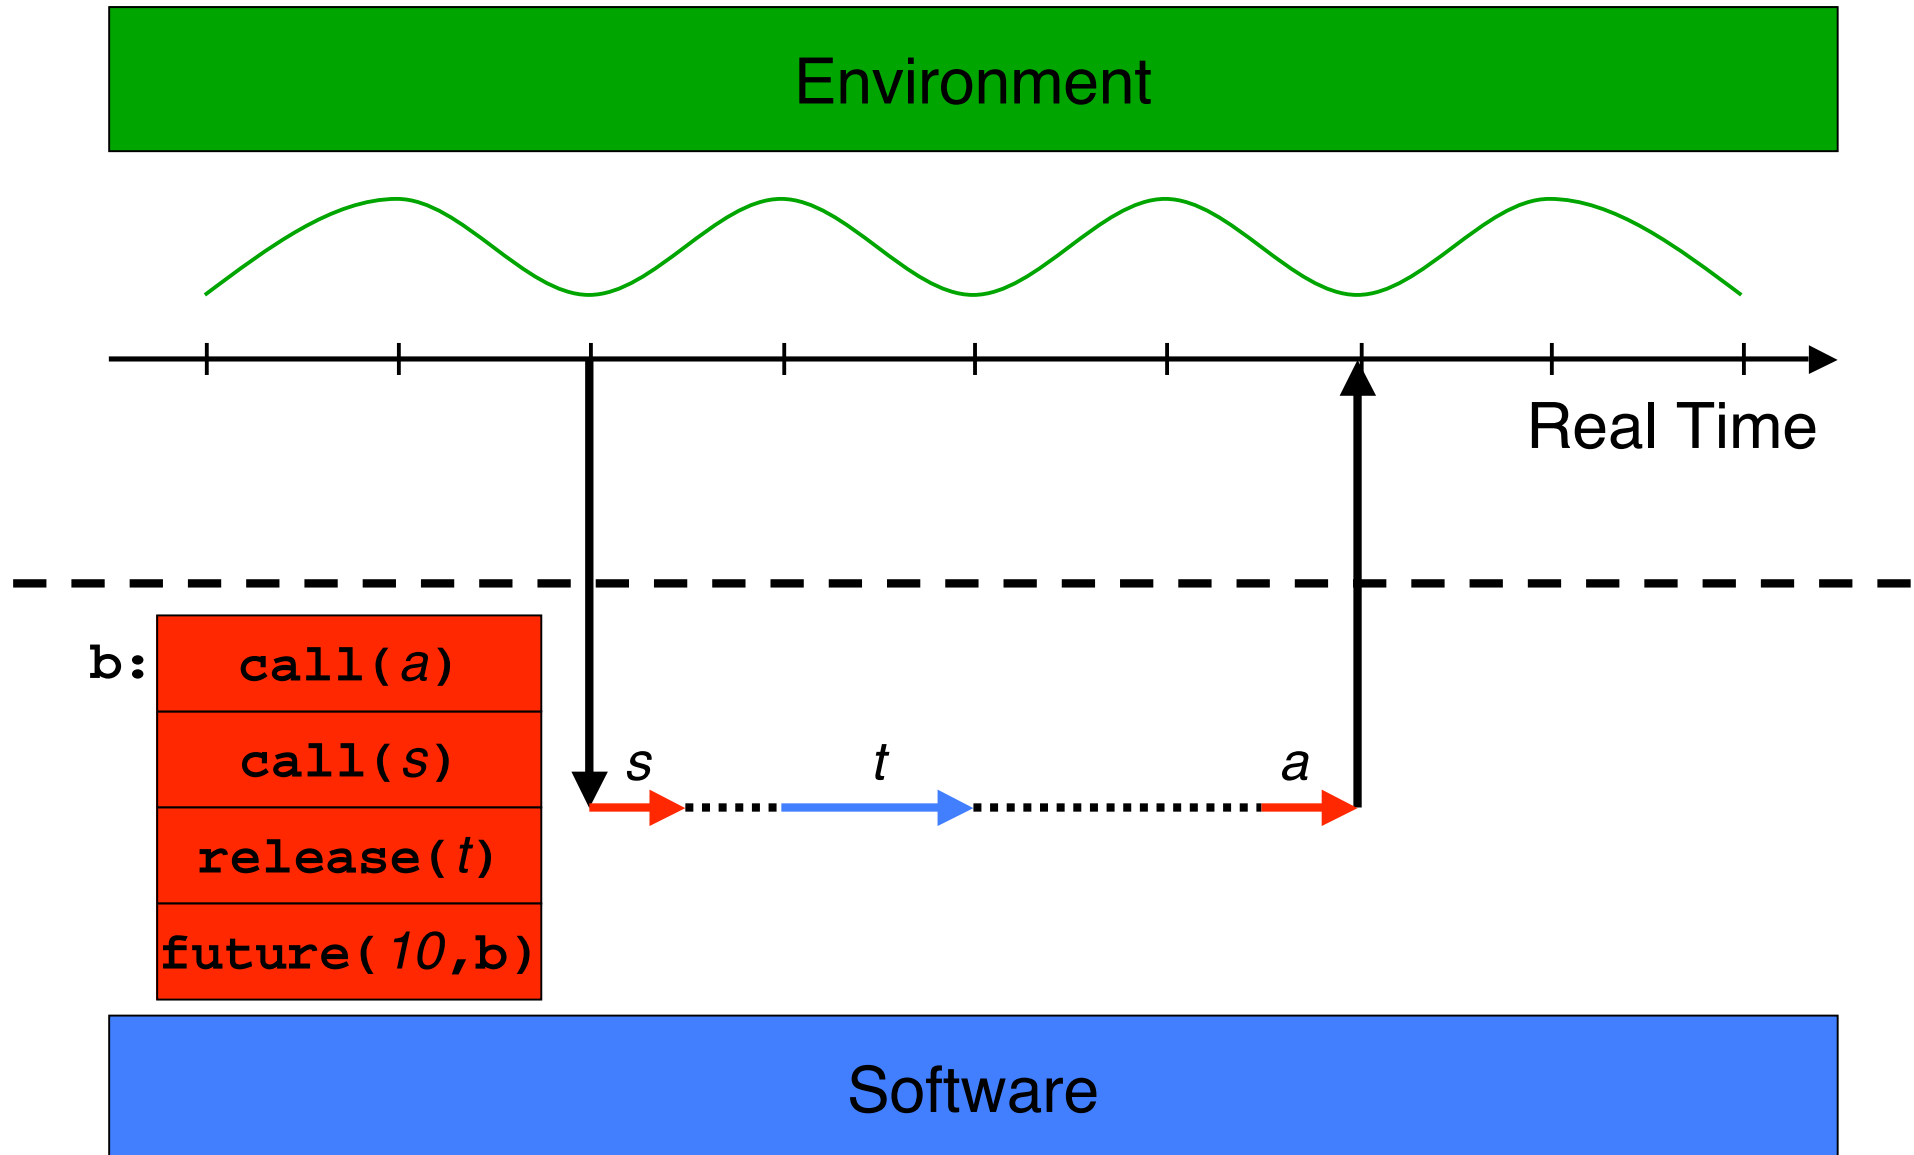 Environment
Real Time
b:
call(a)
call(s)
release(t)
future(10,b)
s
t
a
Software